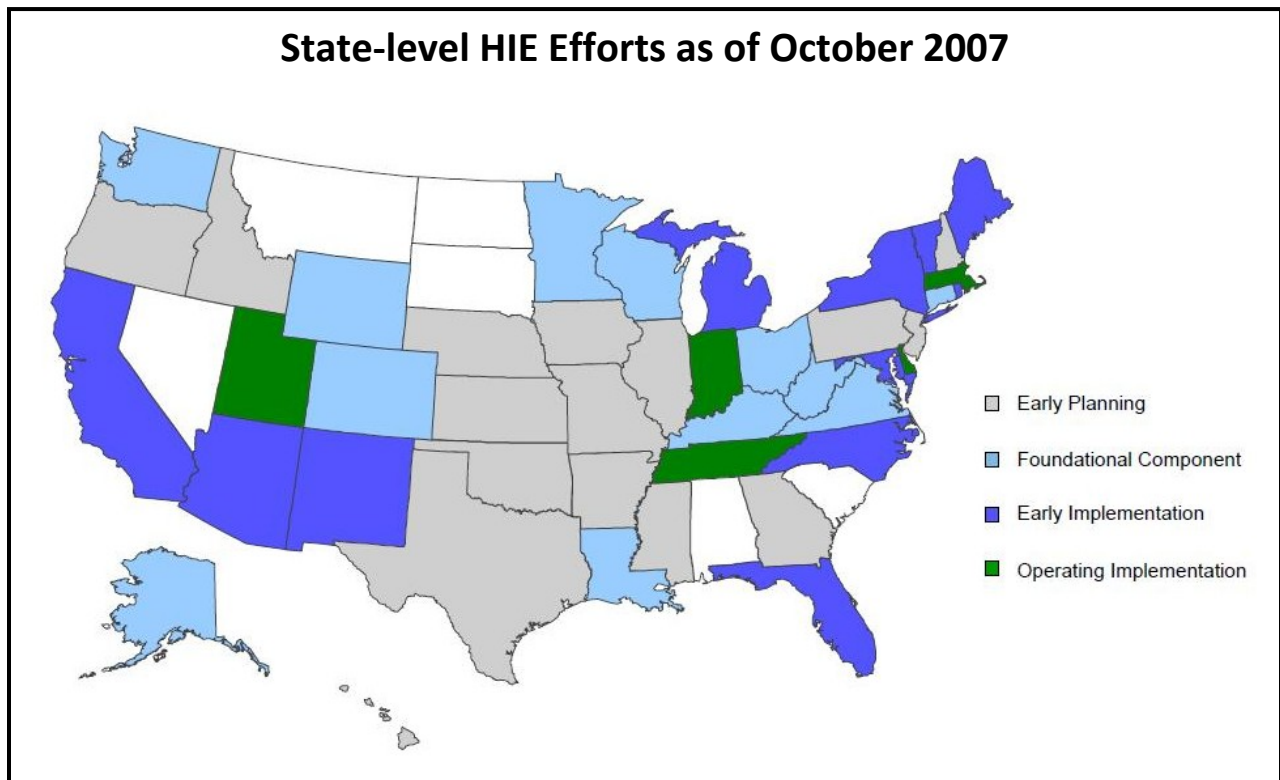 State-level HIE Efforts as of October 2007
Early Planning
Foundational Component
Early Implementation
Operating Implementation